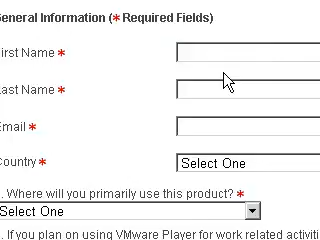 General Information (* Required Fields)
First Name *
Last Name *
Email *
Country * Select One
. Where will you primarily use this product? *
Select One
. If you plan on using VMware Player for work related activiti